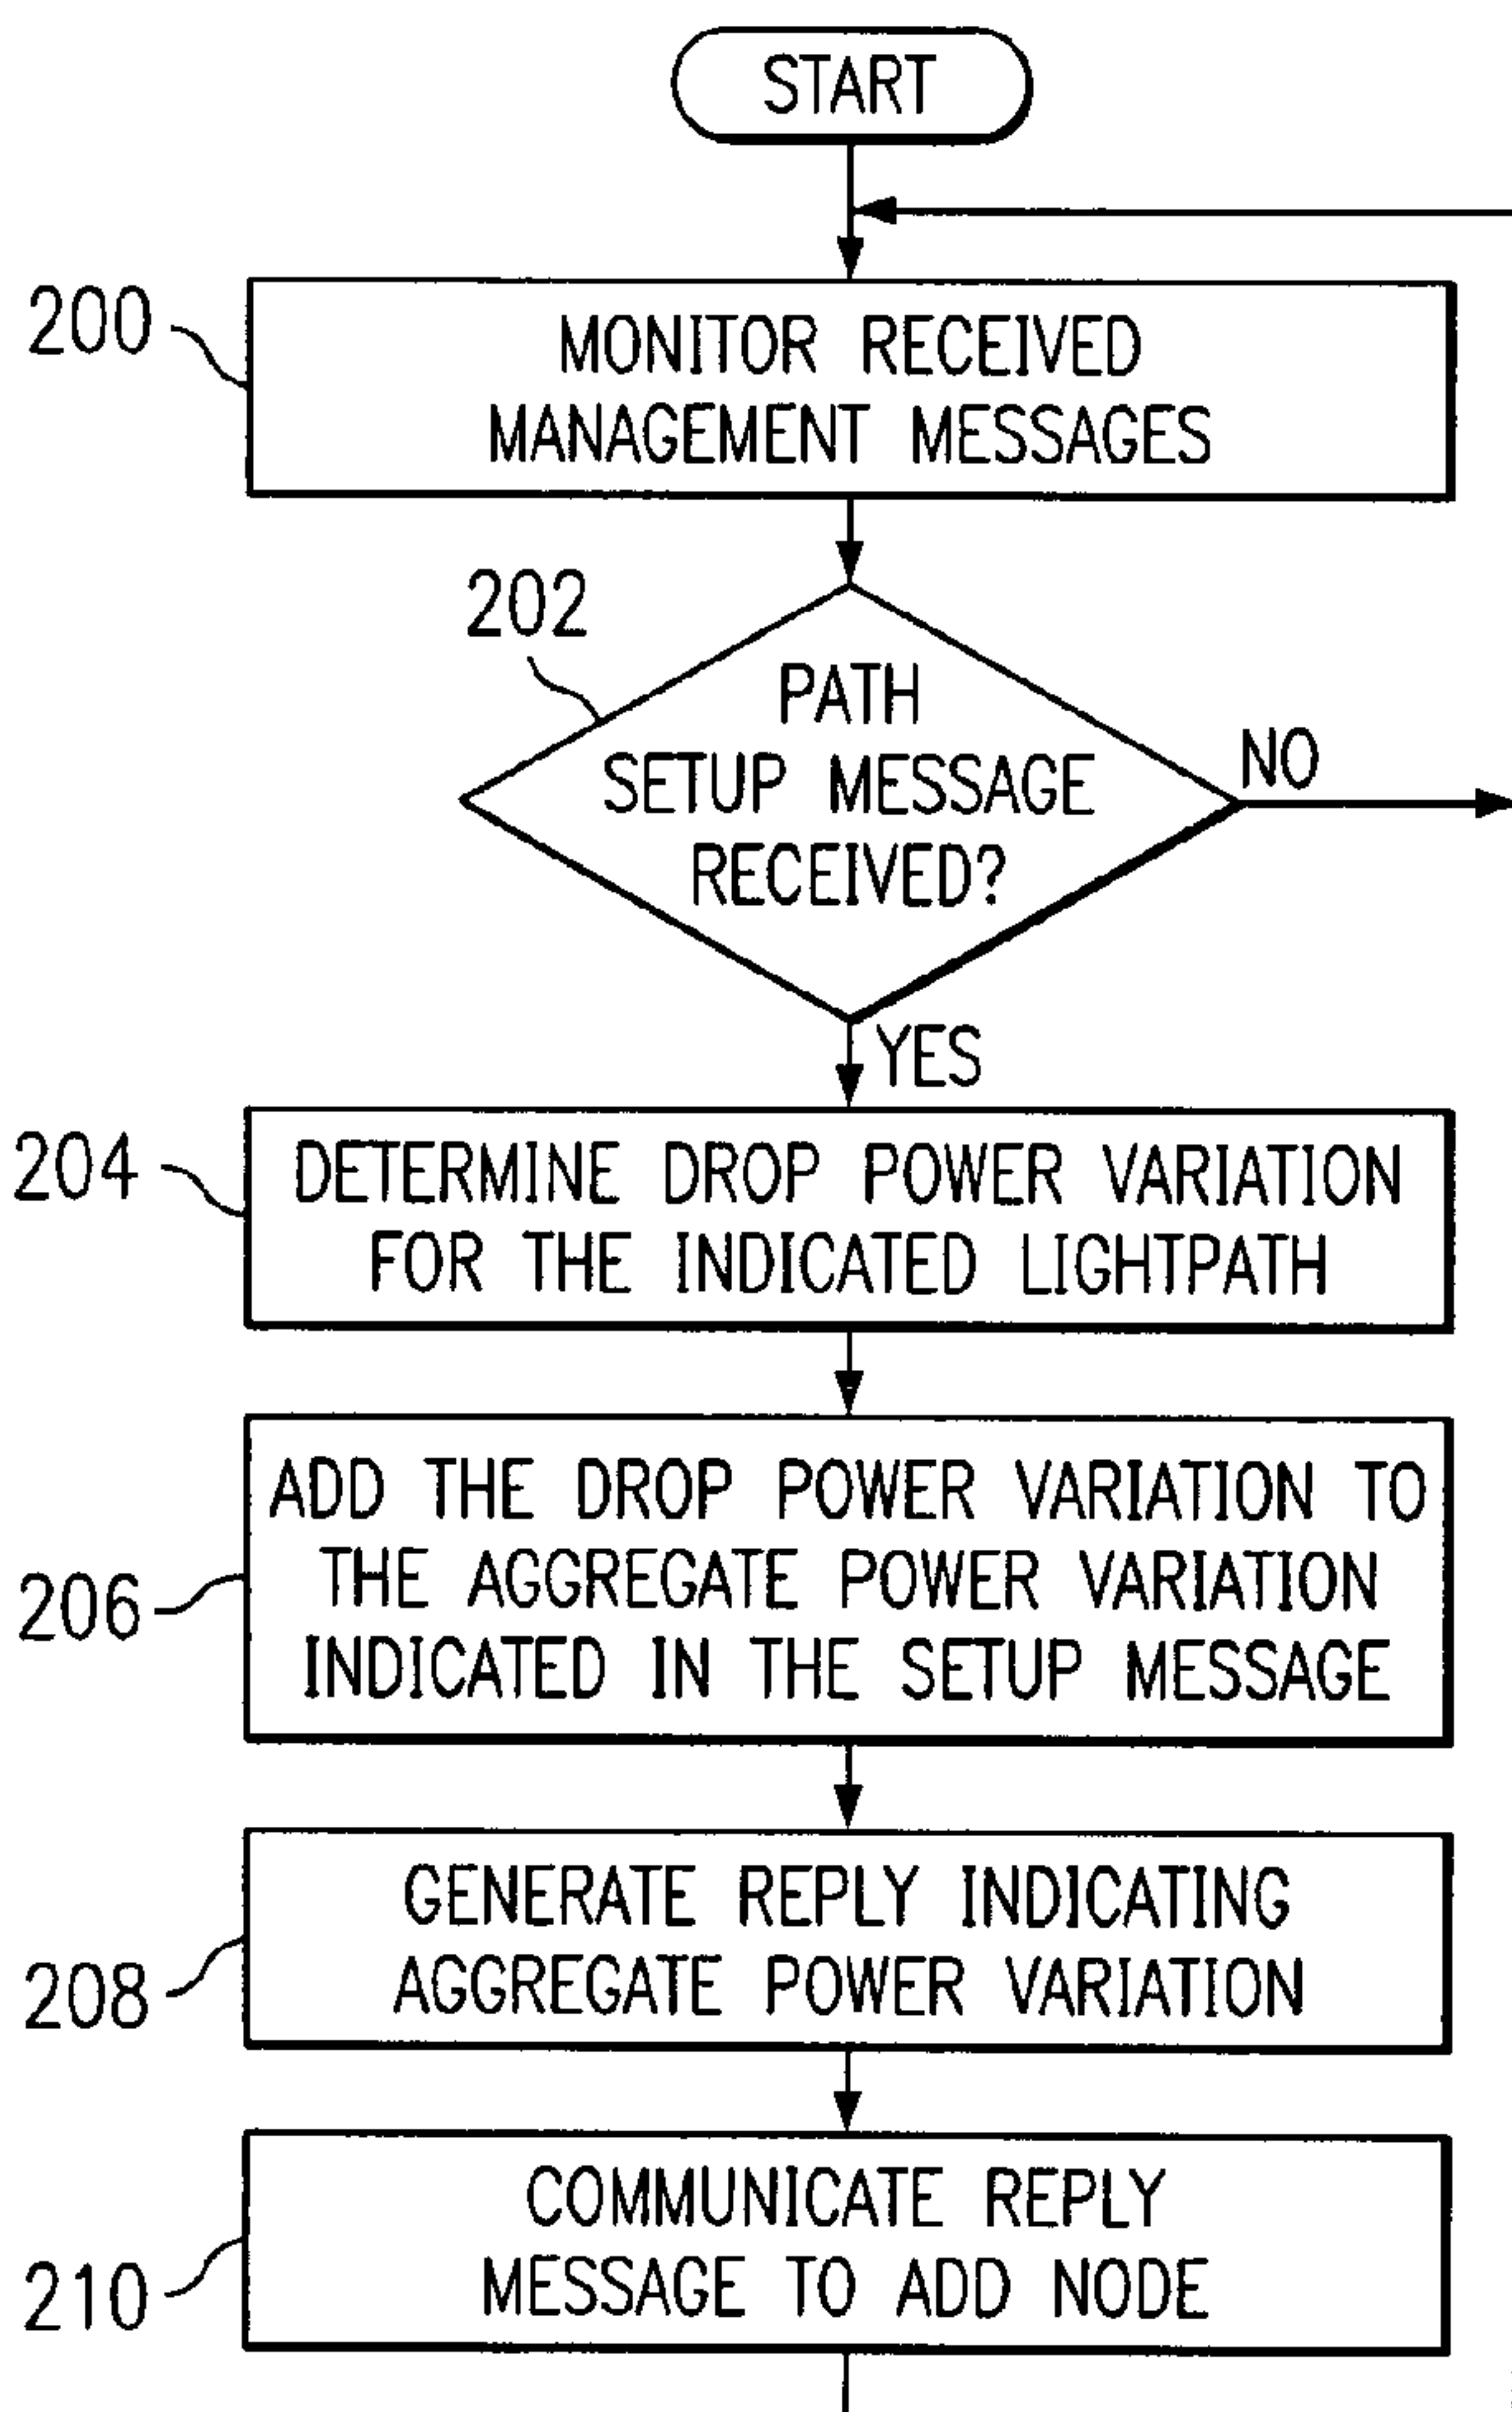 START
200
MONITOR RECEIVED
MANAGEMENT MESSAGES
202
PATH
SETUP MESSAGE
RECEIVED?
NO
YES
204
DETERMINE DROP POWER VARIATION
FOR THE INDICATED LIGHTPATH
206
ADD THE DROP POWER VARIATION TO
THE AGGREGATE POWER VARIATION
INDICATED IN THE SETUP MESSAGE
208
GENERATE REPLY INDICATING
AGGREGATE POWER VARIATION
210
COMMUNICATE REPLY
MESSAGE TO ADD NODE